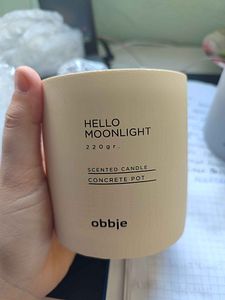 HELLO
MOONLIGHT
220gr.
SCENTED CANDLE
CONCRETE POT
obbje